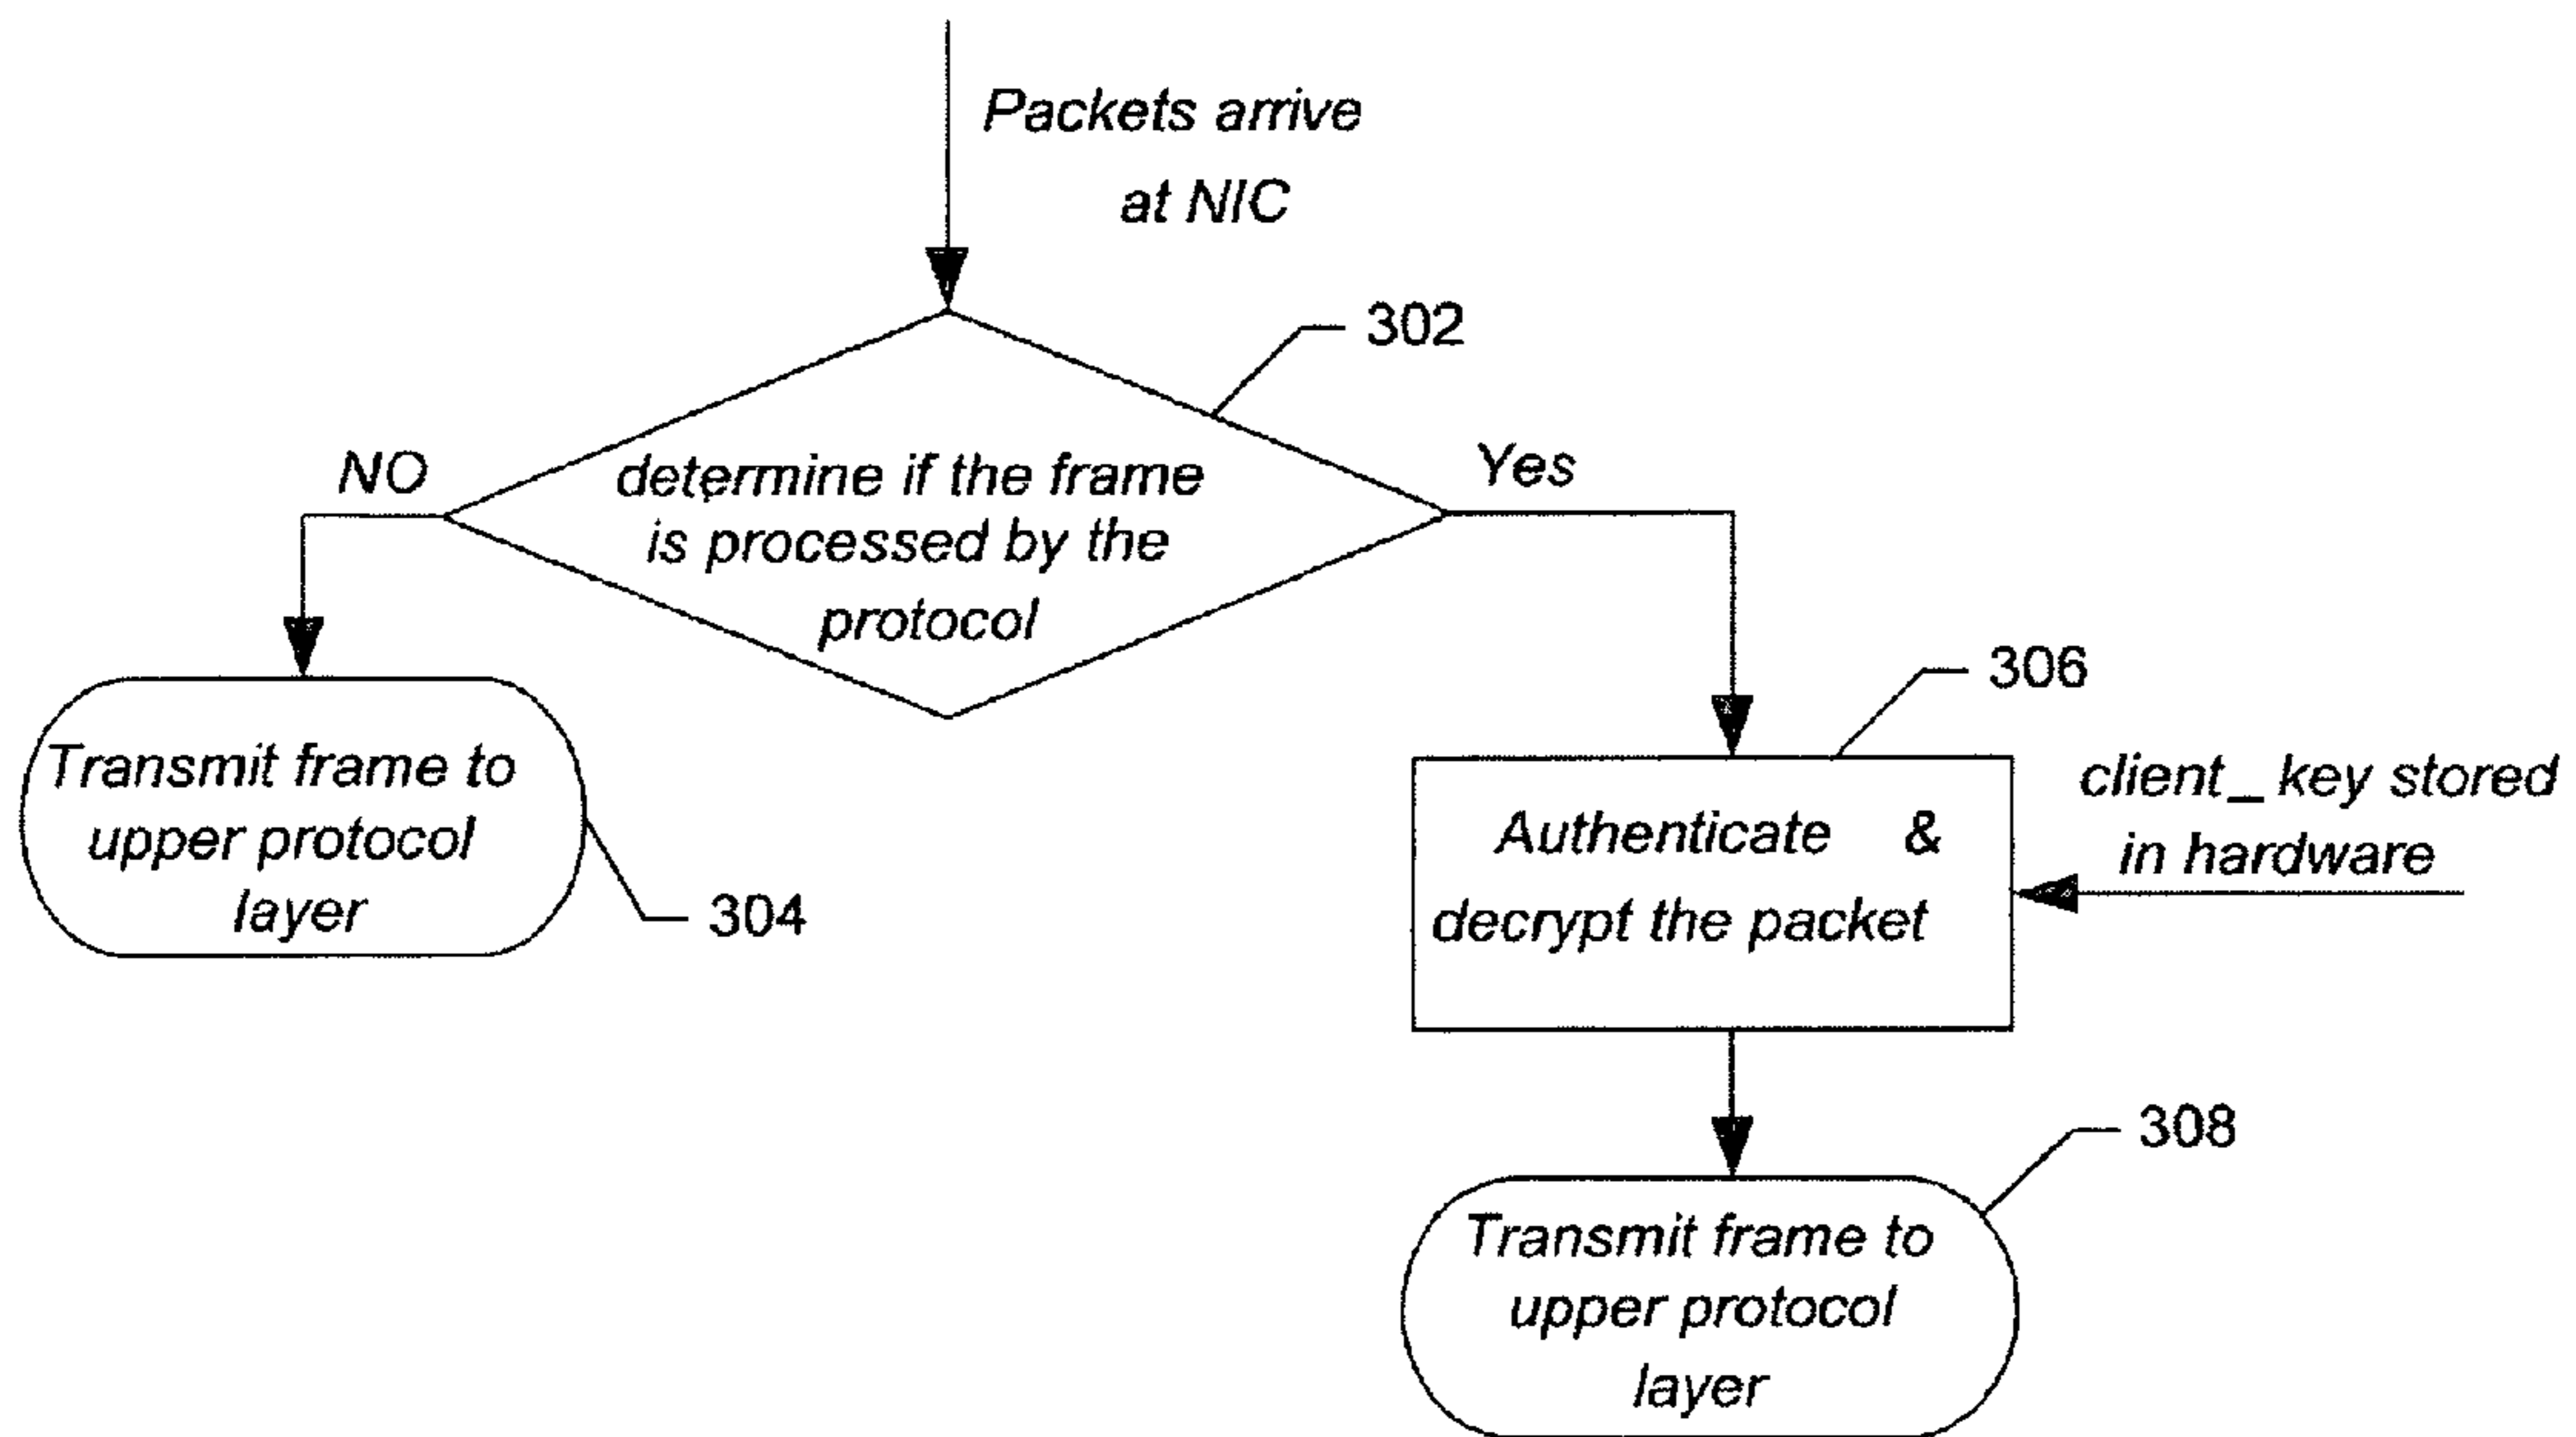 Packets arrive
at NIC
302
NO
Yes
determine if the frame
is processed by the
protocol
306
Transmit frame to
upper protocol
layer
304
client_key stored
in hardware
Authenticate &
decrypt the packet
308
Transmit frame to
upper protocol
layer